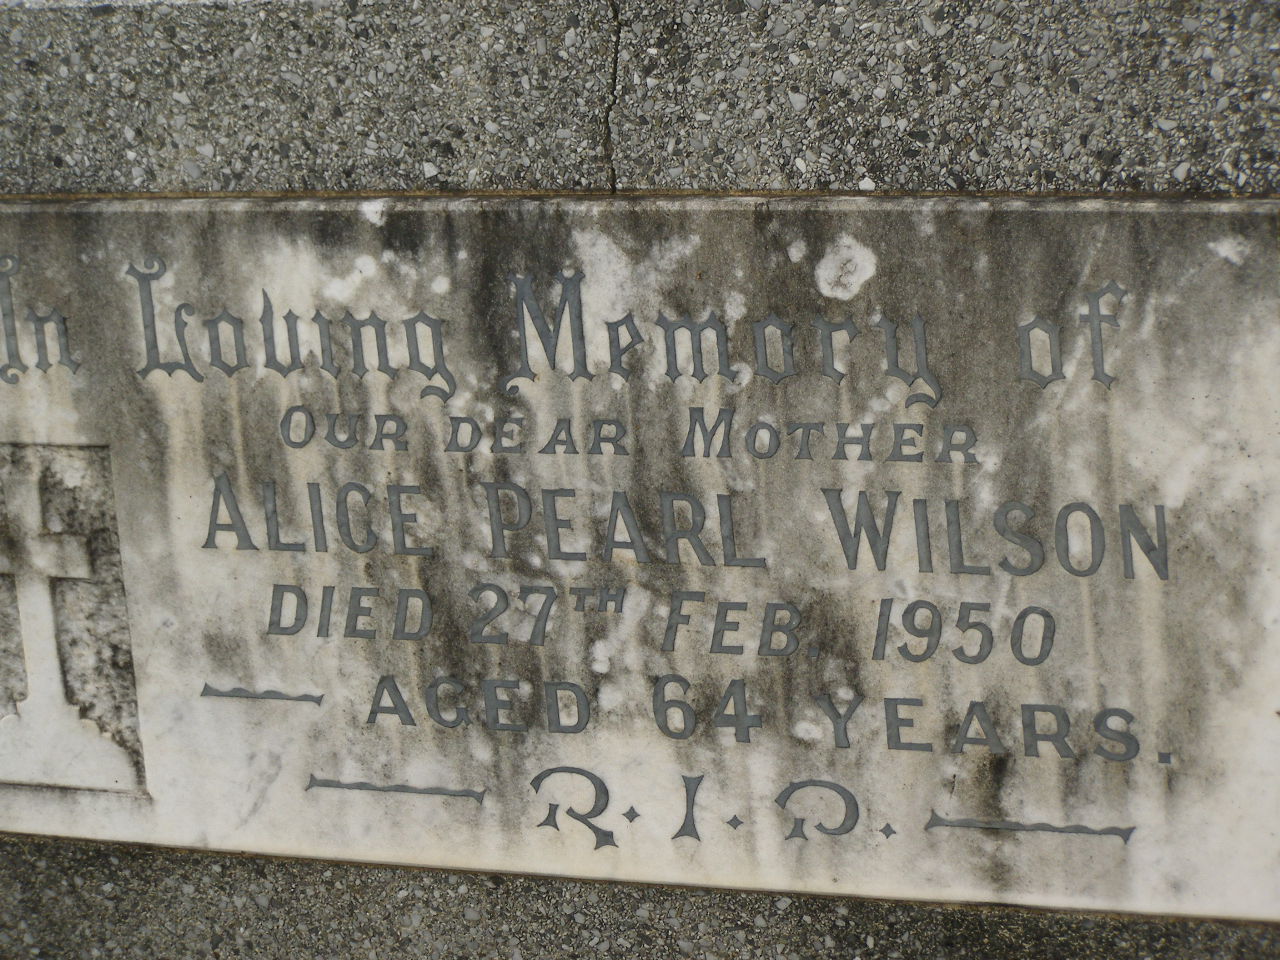 In Loving Memory of
OUR DEAR MOTHER
ALICE PEARL WILSON
DIED 27TH FEB. 1950
AGED 64 YEARS.
R.I.P.